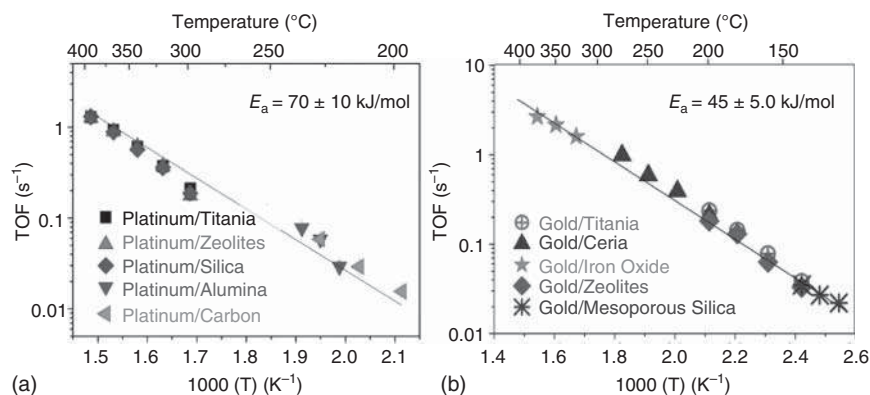 Temperature (°C)
400 350 300 250 200
TOF (s⁻¹)
1
0.1
0.01
Eₐ = 70 ± 10 kJ/mol
Platinum/Titania
Platinum/Zeolites
Platinum/Silica
Platinum/Alumina
Platinum/Carbon
1.5 1.6 1.7 1.8 1.9 2.0 2.1
(a)
1000 (T) (K⁻¹)
Temperature (°C)
400 350 300 250 200 150
TOF (s⁻¹)
10
1
0.1
0.01
Eₐ = 45 ± 5.0 kJ/mol
Gold/Titania
Gold/Ceria
Gold/Iron Oxide
Gold/Zeolites
Gold/Mesoporous Silica
1.4 1.6 1.8 2.0 2.2 2.4 2.6
(b)
1000 (T) (K⁻¹)